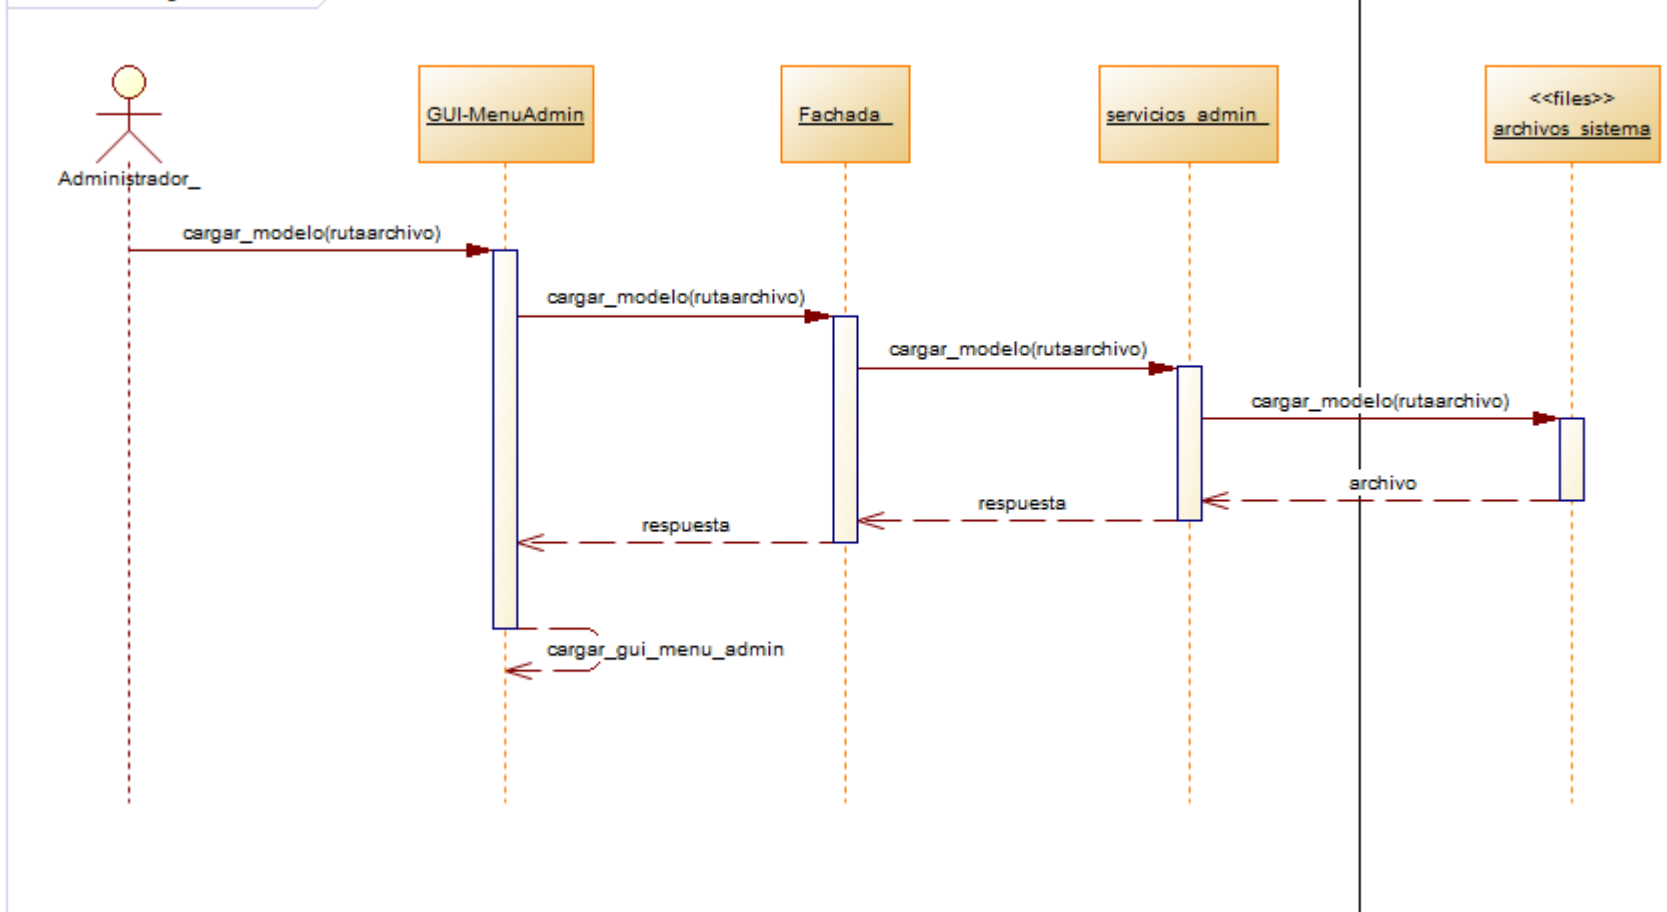 GUI-MenuAdmin
Fachada_
servicios_admin_
<<files>>
archivos_sistema
Administrador_
cargar_modelo(rutaarchivo)
cargar_modelo(rutaarchivo)
cargar_modelo(rutaarchivo)
cargar_modelo(rutaarchivo)
archivo
respuesta
respuesta
cargar_gui_menu_admin